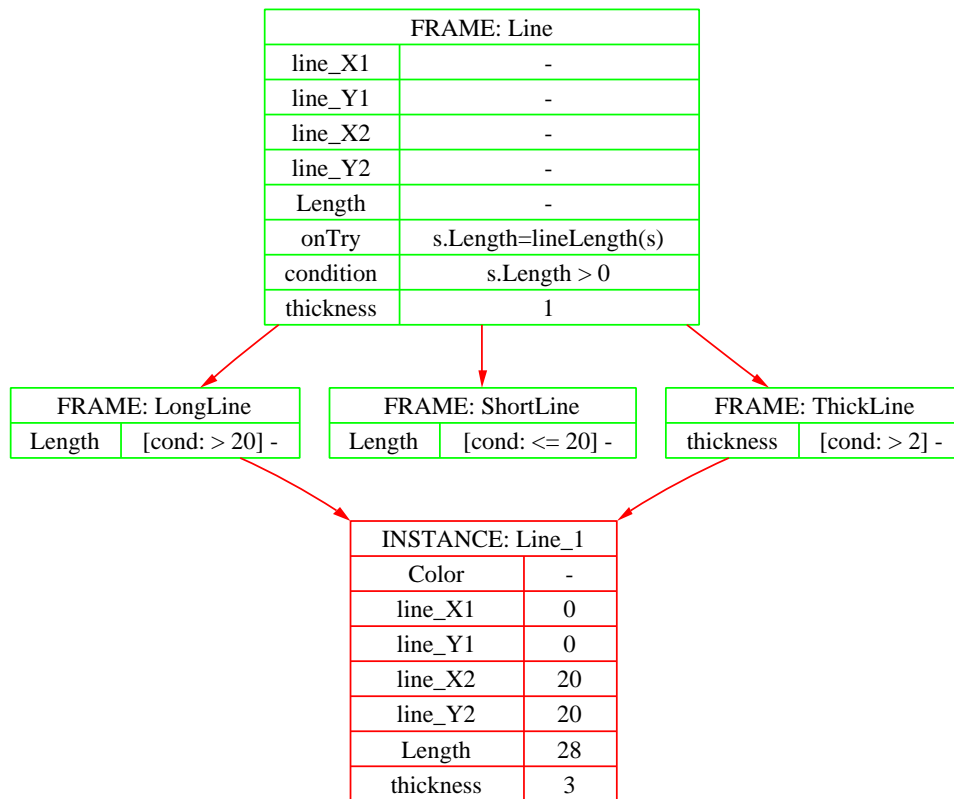 FRAME: Line
line_X1 -
line_Y1 -
line_X2 -
line_Y2 -
Length -
onTry s.Length=lineLength(s)
condition s.Length > 0
thickness 1
FRAME: LongLine
Length [cond: > 20] -
FRAME: ShortLine
Length [cond: <= 20] -
FRAME: ThickLine
thickness [cond: > 2] -
INSTANCE: Line_1
Color -
line_X1 0
line_Y1 0
line_X2 20
line_Y2 20
Length 28
thickness 3